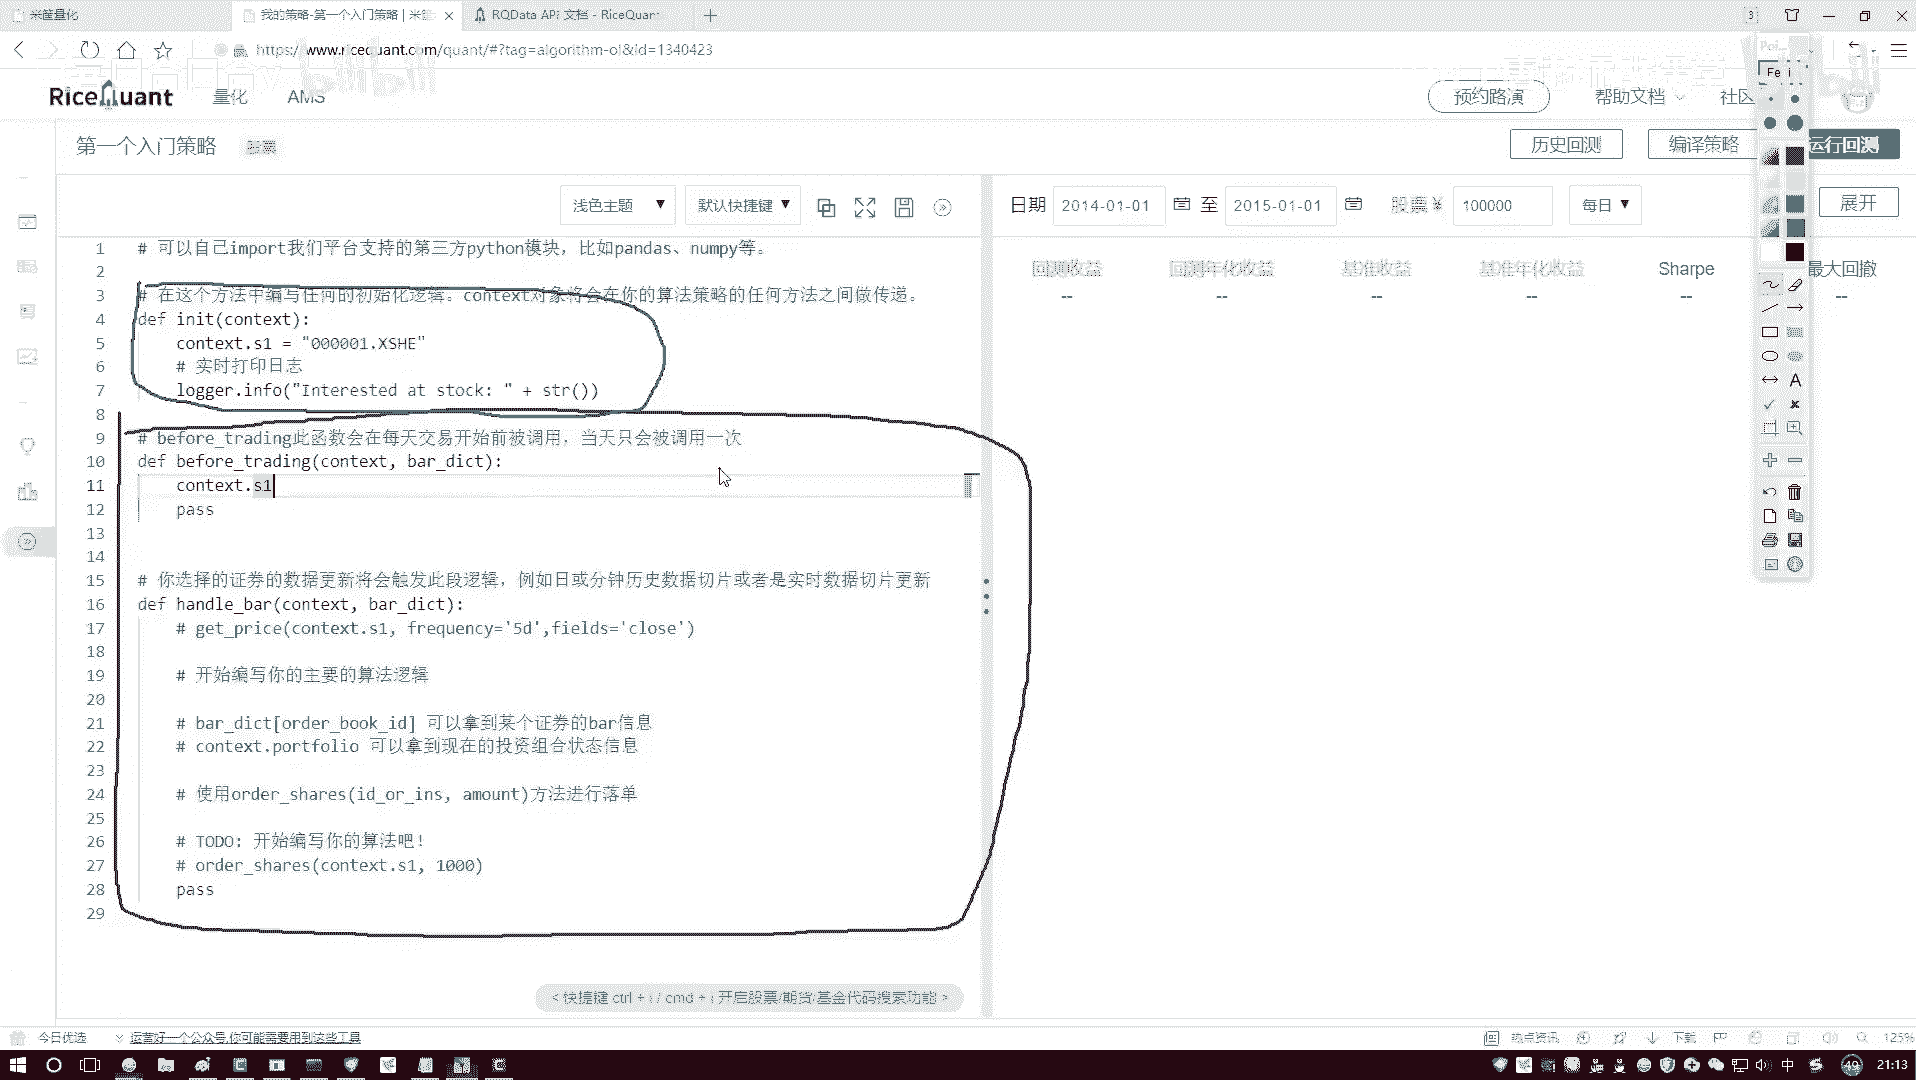 米筐量化
我的策略-第一个入门策略 | 米筐
RQData API 文档 - RiceQuant
3
https://www.ricequant.com/quant/#?tag=algorithm-ol&id=1340423
RiceQuant 量化 AMS 预约路演 帮助文档 社区
第一个入门策略 股票 历史回测 编译策略 运行回测
浅色主题 默认快捷键 日期 2014-01-01 至 2015-01-01 股票 ¥ 100000 每日 展开
回测收益 回测年化收益 基准收益 基准年化收益 Sharpe 最大回撤
-- -- -- -- -- --
1 # 可以自己import我们平台支持的第三方python模块，比如pandas、numpy等。
2
3 # 在这个方法中编写任何的初始化逻辑。context对象将会在你的算法策略的任何方法之间做传递。
4 def init(context):
5 context.s1 = "000001.XSHE"
6 # 实时打印日志
7 logger.info("Interested at stock: " + str())
8
9 # before_trading此函数会在每天交易开始前被调用，当天只会被调用一次
10 def before_trading(context, bar_dict):
11 context.s1
12 pass
13
14
15 # 你选择的证券的数据更新将会触发此段逻辑，例如日或分钟历史数据切片或者是实时数据切片更新
16 def handle_bar(context, bar_dict):
17 # get_price(context.s1, frequency='5d',fields='close')
18
19 # 开始编写你的主要的算法逻辑
20
21 # bar_dict[order_book_id] 可以拿到某个证券的bar信息
22 # context.portfolio 可以拿到现在的投资组合状态信息
23
24 # 使用order_shares(id_or_ins, amount)方法进行落单
25
26 # TODO: 开始编写你的算法吧！
27 # order_shares(context.s1, 1000)
28 pass
29
< 快捷键 ctrl + i / cmd + i 开启股票/期货/基金代码搜索功能 >
今日优选 运营好一个公众号,你可能需要用到这些工具 热点资讯 下载 125%
中 49 21:13